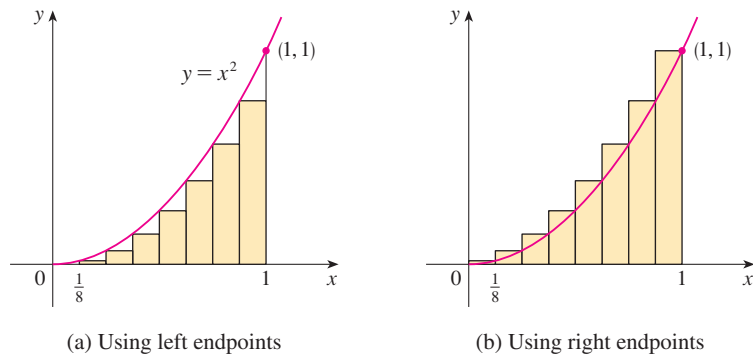 y
y = x²
(1, 1)
0
1/8
1
x
(a) Using left endpoints
y
(1, 1)
0
1/8
1
x
(b) Using right endpoints